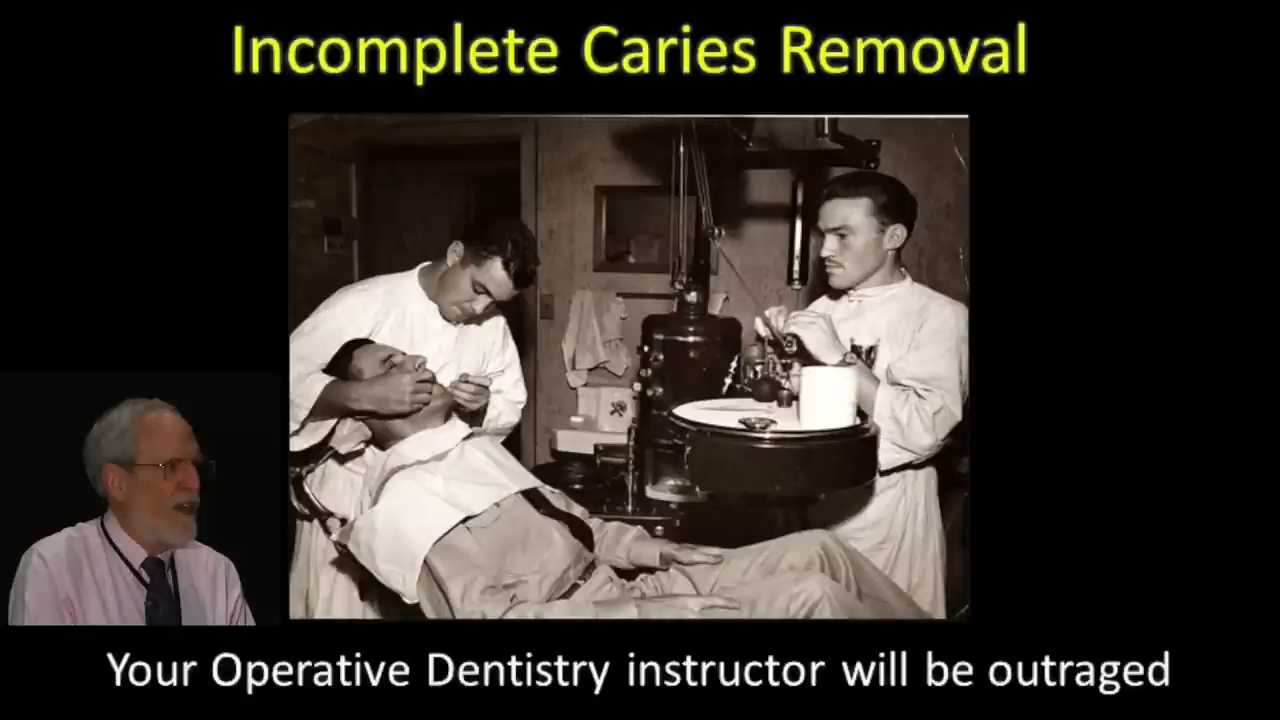 Incomplete Caries Removal
Your Operative Dentistry instructor will be outraged